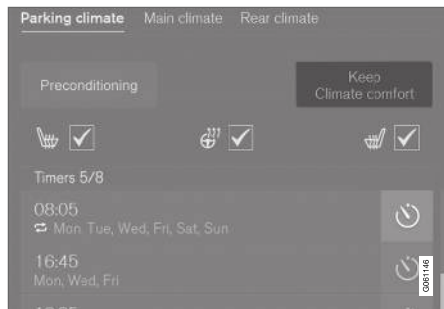 Parking climate Main climate Rear climate
Preconditioning
Keep
Climate comfort
Timers 5/8
08:05
Mon, Tue, Wed, Fri, Sat, Sun
16:45
Mon, Wed, Fri
G061146